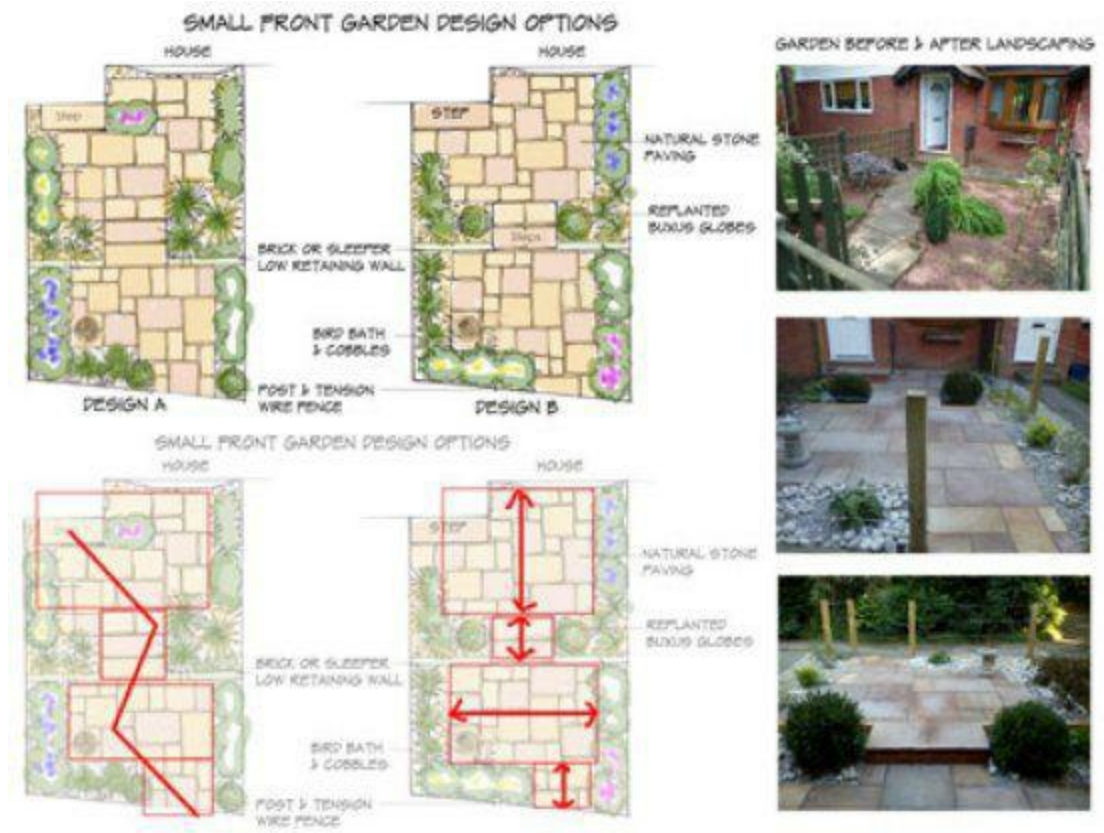 SMALL FRONT GARDEN DESIGN OPTIONS
HOUSE
HOUSE
Step
STEP
NATURAL STONE
PAVING
REPLANTED
BUXUS GLOBES
Steps
BRICK OR SLEEPER
LOW RETAINING WALL
BIRD BATH
& COBBLES
POST & TENSION
WIRE FENCE
DESIGN A
DESIGN B
GARDEN BEFORE & AFTER LANDSCAPING
SMALL FRONT GARDEN DESIGN OPTIONS
HOUSE
HOUSE
STEP
NATURAL STONE
PAVING
REPLANTED
BUXUS GLOBES
BRICK OR SLEEPER
LOW RETAINING WALL
BIRD BATH
& COBBLES
POST & TENSION
WIRE FENCE